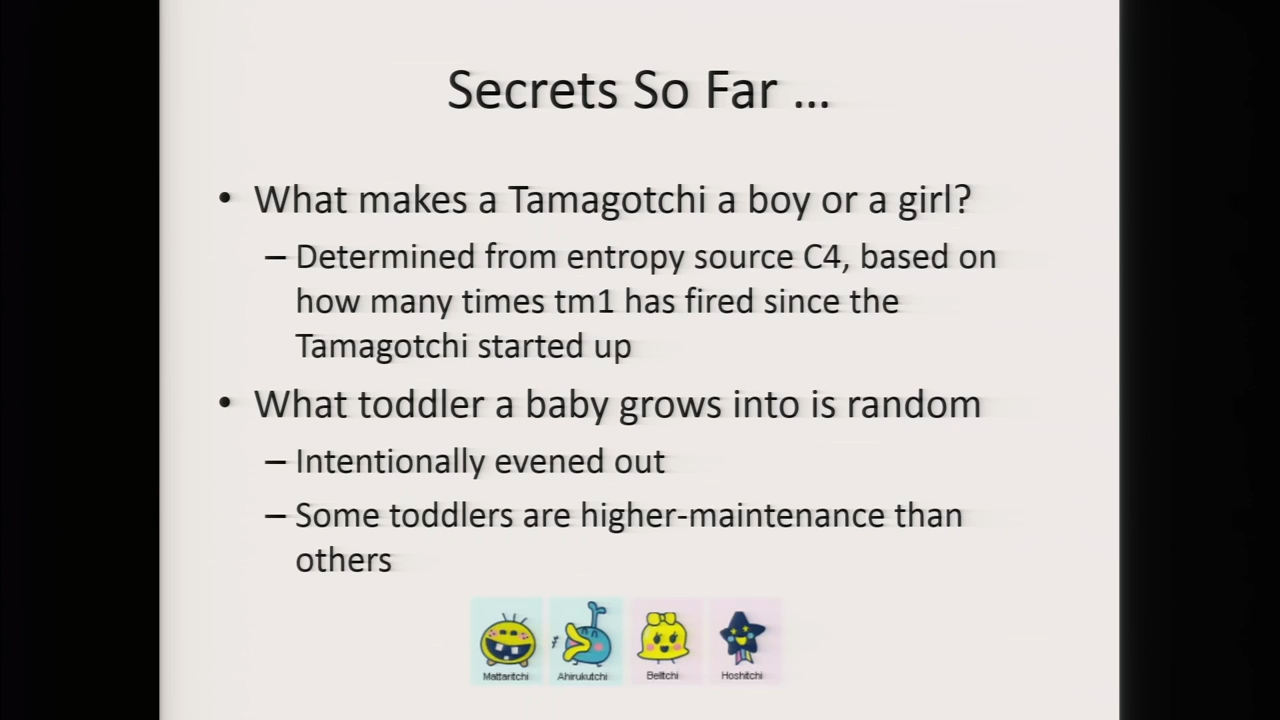 Secrets So Far ...
• What makes a Tamagotchi a boy or a girl?
– Determined from entropy source C4, based on
how many times tm1 has fired since the
Tamagotchi started up
• What toddler a baby grows into is random
– Intentionally evened out
– Some toddlers are higher-maintenance than
others
Mattaritchi Ahirukutchi Belltchi Hoshitchi